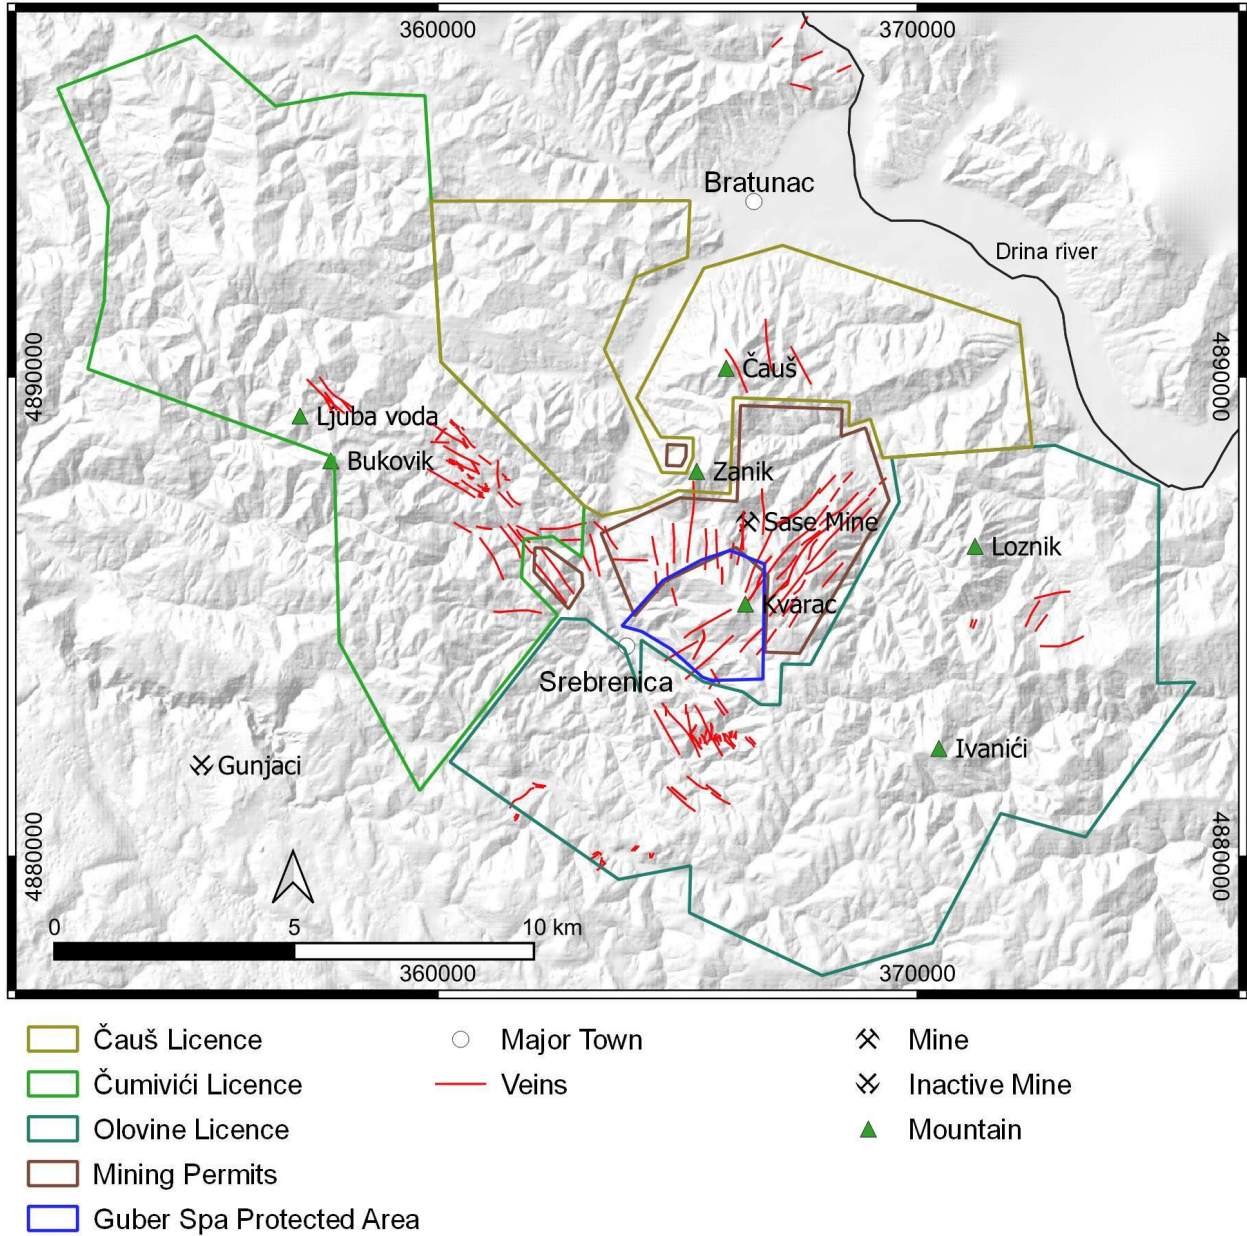 360000
370000
Bratunac
Drina river
4890000
4890000
Čauš
Ljuba voda
Bukovik
Zanik
Sase Mine
Loznik
Kvarac
Srebrenica
Ivanići
Gunjaci
4880000
4880000
0 5 10 km
360000
370000
Čauš Licence
Čumivići Licence
Olovine Licence
Mining Permits
Guber Spa Protected Area
Major Town
Veins
Mine
Inactive Mine
Mountain